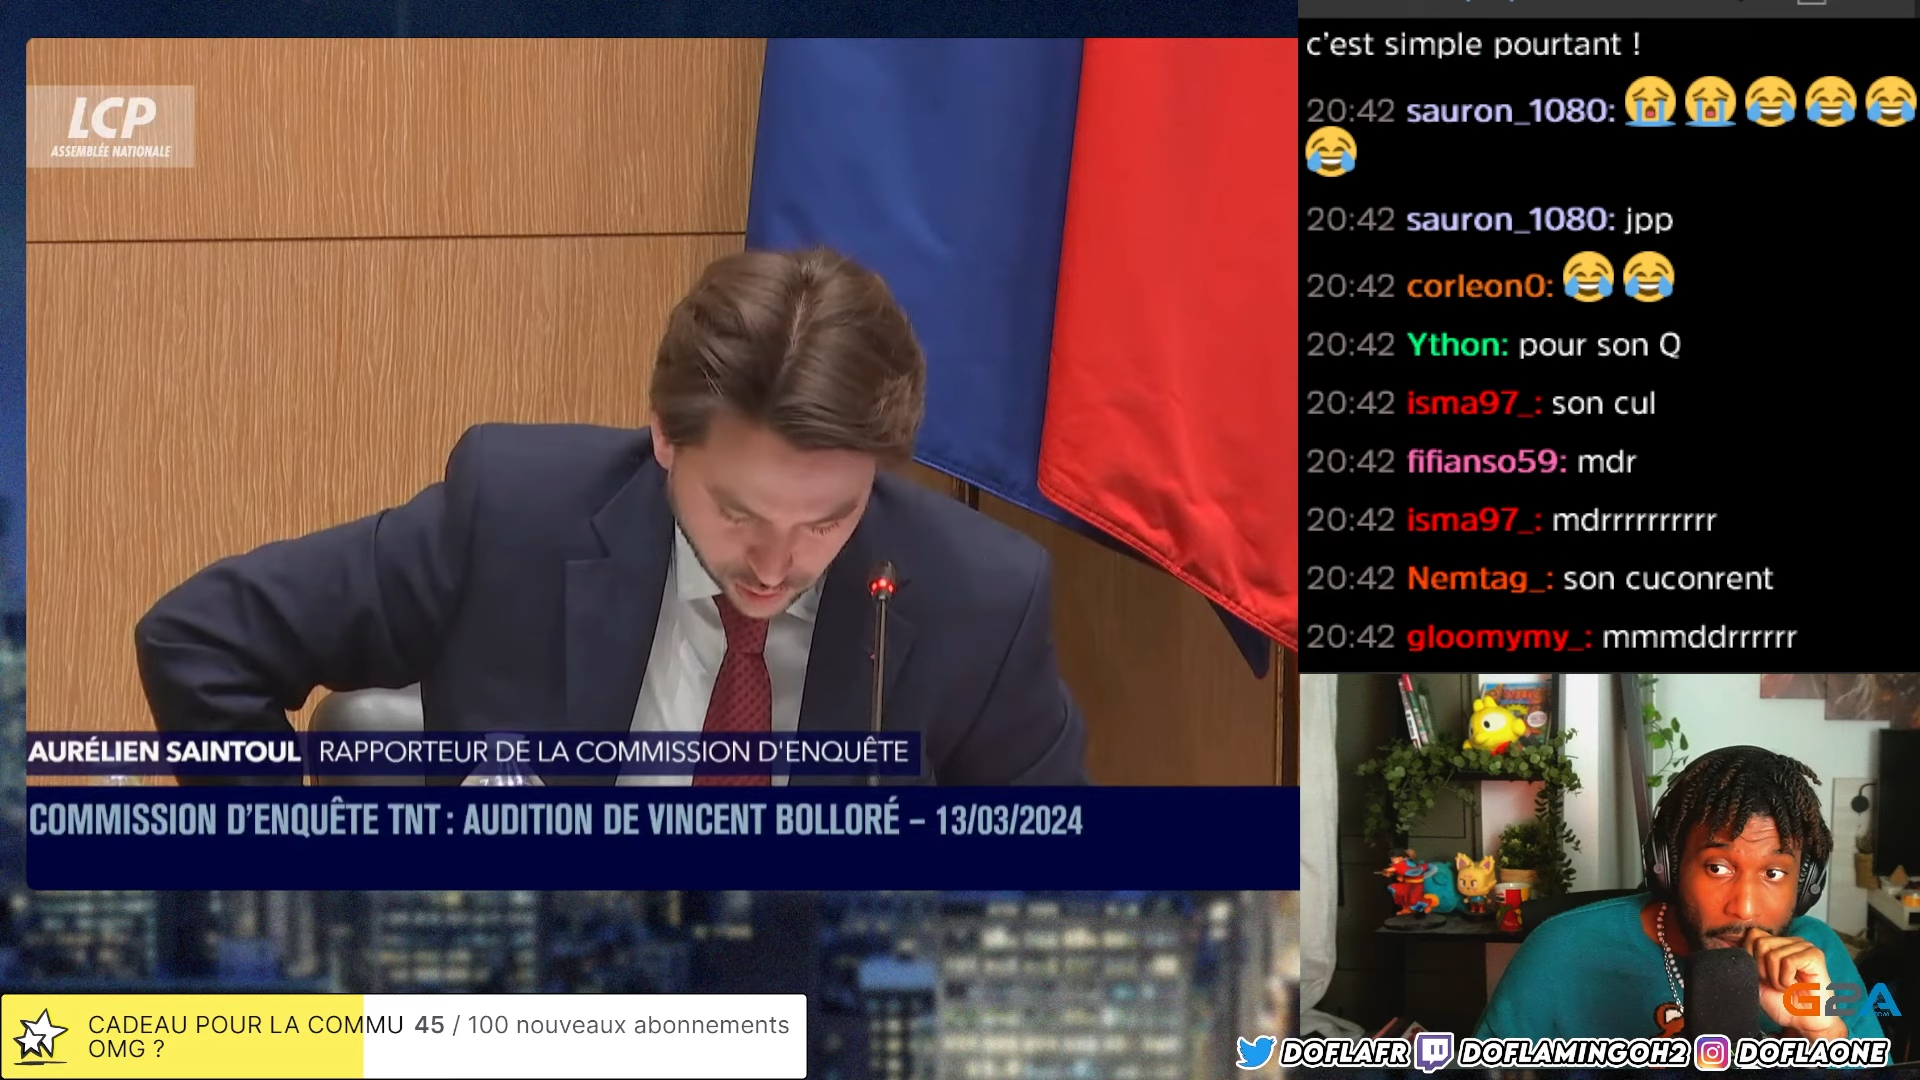 LCP
ASSEMBLÉE NATIONALE
AURÉLIEN SAINTOUL RAPPORTEUR DE LA COMMISSION D'ENQUÊTE
COMMISSION D'ENQUÊTE TNT : AUDITION DE VINCENT BOLLORÉ – 13/03/2024
CADEAU POUR LA COMMU 45 / 100 nouveaux abonnements
OMG ?
c'est simple pourtant !
20:42 sauron_1080: 😭😭😂😂😂
😂
20:42 sauron_1080: jpp
20:42 corleon0: 😂😂
20:42 Ython: pour son Q
20:42 isma97_: son cul
20:42 fifianso59: mdr
20:42 isma97_: mdrrrrrrrrrr
20:42 Nemtag_: son cuconrent
20:42 gloomymy_: mmmddrrrrrr
G2A
.COM
DOFLAFR DOFLAMINGOH2 DOFLAONE